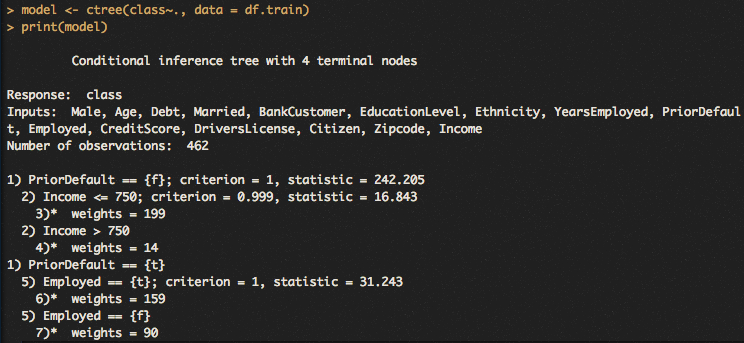 > model <- ctree(class~., data = df.train)
> print(model)
Conditional inference tree with 4 terminal nodes
Response:  class
Inputs:  Male, Age, Debt, Married, BankCustomer, EducationLevel, Ethnicity, YearsEmployed, PriorDefaul
t, Employed, CreditScore, DriversLicense, Citizen, Zipcode, Income
Number of observations:  462
1) PriorDefault == {f}; criterion = 1, statistic = 242.205
2) Income <= 750; criterion = 0.999, statistic = 16.843
3)*  weights = 199
2) Income > 750
4)*  weights = 14
1) PriorDefault == {t}
5) Employed == {t}; criterion = 1, statistic = 31.243
6)*  weights = 159
5) Employed == {f}
7)*  weights = 90